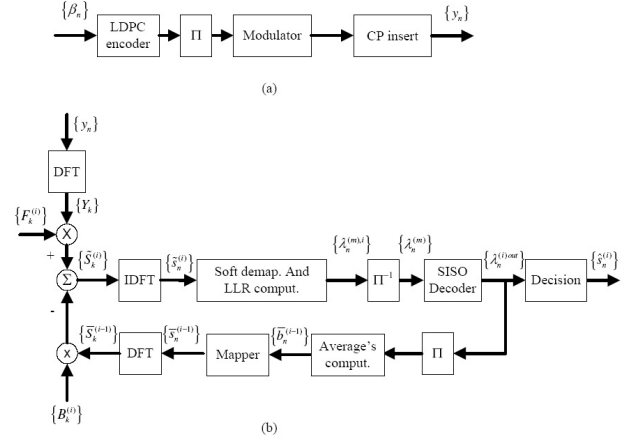 {β_n}
LDPC encoder
Π
Modulator
CP insert
{y_n}
(a)
{y_n}
DFT
{Y_k}
{F_k^{(i)}}
X
+
{S̃_k^{(i)}}
{s̃_n^{(i)}}
{λ_n^{(m),i}}
{λ_n^{(m)}}
{λ_n^{(i)out}}
{ŝ_n^{(i)}}
Σ
IDFT
Soft demap. And
LLR comput.
Π^{-1}
SISO
Decoder
Decision
-
{S̅_k^{(i-1)}}
{s̅_n^{(i-1)}}
{b̅_n^{(i-1)}}
X
DFT
Mapper
Average's
comput.
Π
{B_k^{(i)}}
(b)